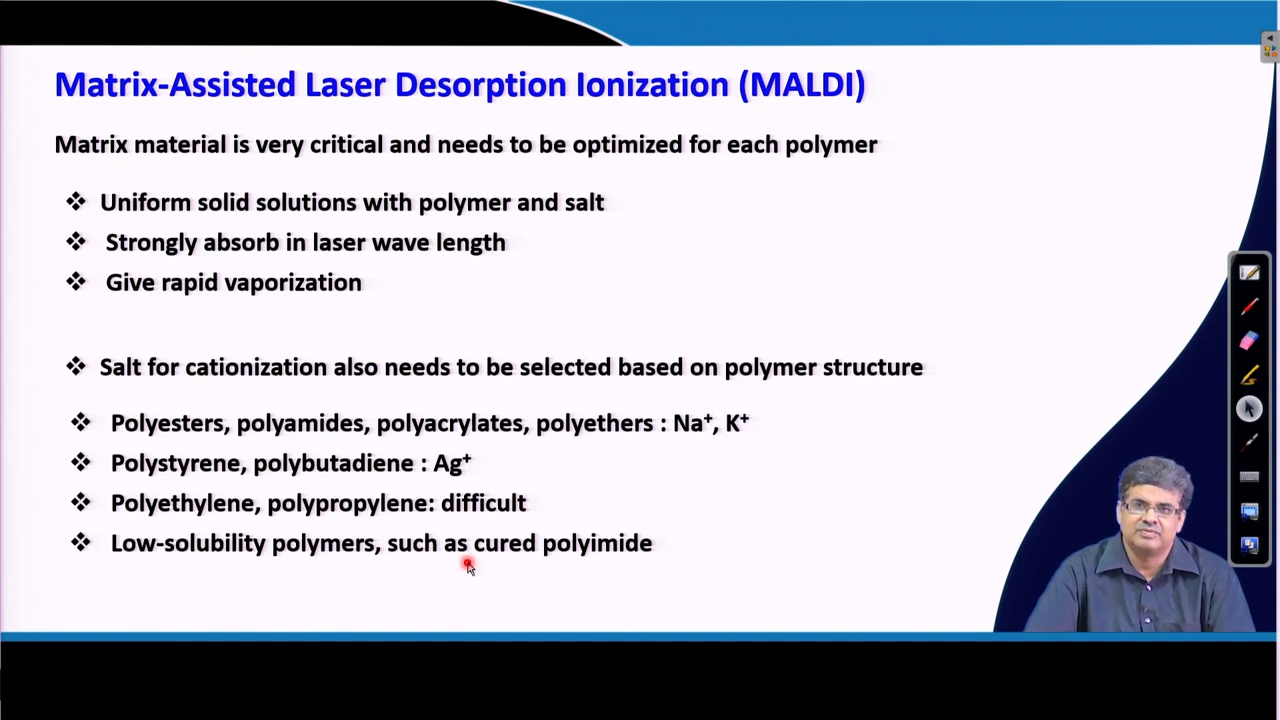 Matrix-Assisted Laser Desorption Ionization (MALDI)
Matrix material is very critical and needs to be optimized for each polymer
❖ Uniform solid solutions with polymer and salt
❖ Strongly absorb in laser wave length
❖ Give rapid vaporization
❖ Salt for cationization also needs to be selected based on polymer structure
❖ Polyesters, polyamides, polyacrylates, polyethers : Na⁺, K⁺
❖ Polystyrene, polybutadiene : Ag⁺
❖ Polyethylene, polypropylene: difficult
❖ Low-solubility polymers, such as cured polyimide